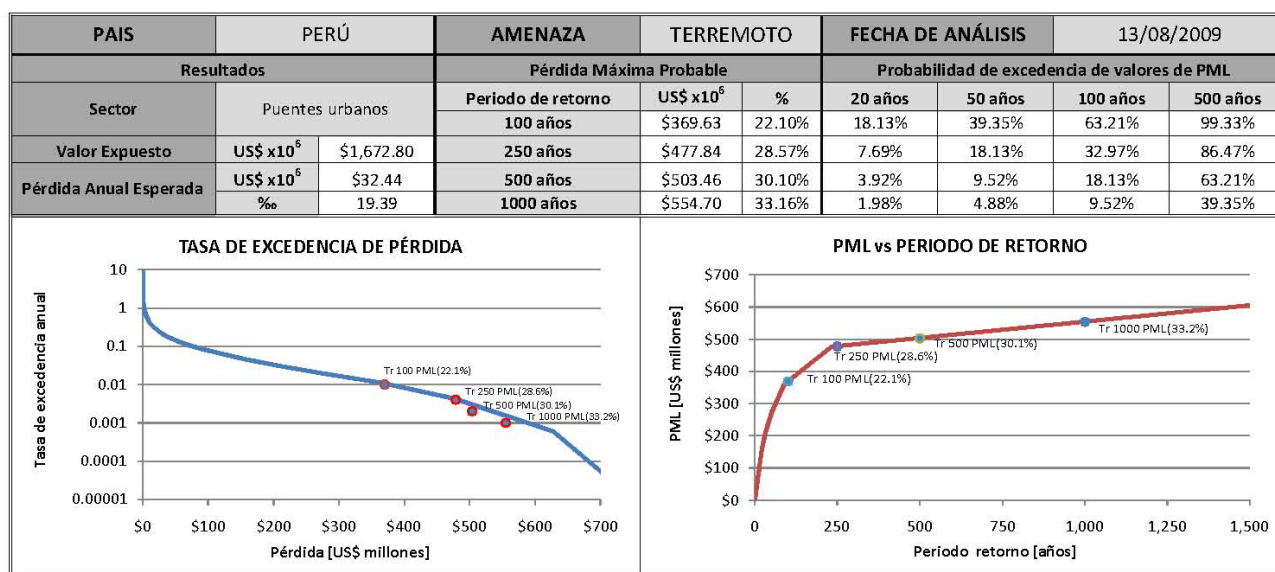 PAIS PERÚ AMENAZA TERREMOTO FECHA DE ANÁLISIS 13/08/2009
Resultados Pérdida Máxima Probable Probabilidad de excedencia de valores de PML
Sector Puentes urbanos Periodo de retorno US$ x10⁶ % 20 años 50 años 100 años 500 años
100 años $369.63 22.10% 18.13% 39.35% 63.21% 99.33%
Valor Expuesto US$ x10⁶ $1,672.80 250 años $477.84 28.57% 7.69% 18.13% 32.97% 86.47%
Pérdida Anual Esperada US$ x10⁶ $32.44 500 años $503.46 30.10% 3.92% 9.52% 18.13% 63.21%
‰ 19.39 1000 años $554.70 33.16% 1.98% 4.88% 9.52% 39.35%
TASA DE EXCEDENCIA DE PÉRDIDA
Tasa de excedencia anual
10
1
0.1
0.01
0.001
0.0001
0.00001
Tr 100 PML(22.1%)
Tr 250 PML(28.6%)
Tr 500 PML(30.1%)
Tr 1000 PML(33.2%)
$0 $100 $200 $300 $400 $500 $600 $700
Pérdida [US$ millones]
PML vs PERIODO DE RETORNO
PML [US$ millones]
$700
$600
$500
$400
$300
$200
$100
$0
Tr 1000 PML(33.2%)
Tr 500 PML(30.1%)
Tr 250 PML(28.6%)
Tr 100 PML(22.1%)
0 250 500 750 1,000 1,250 1,500
Periodo retorno [años]